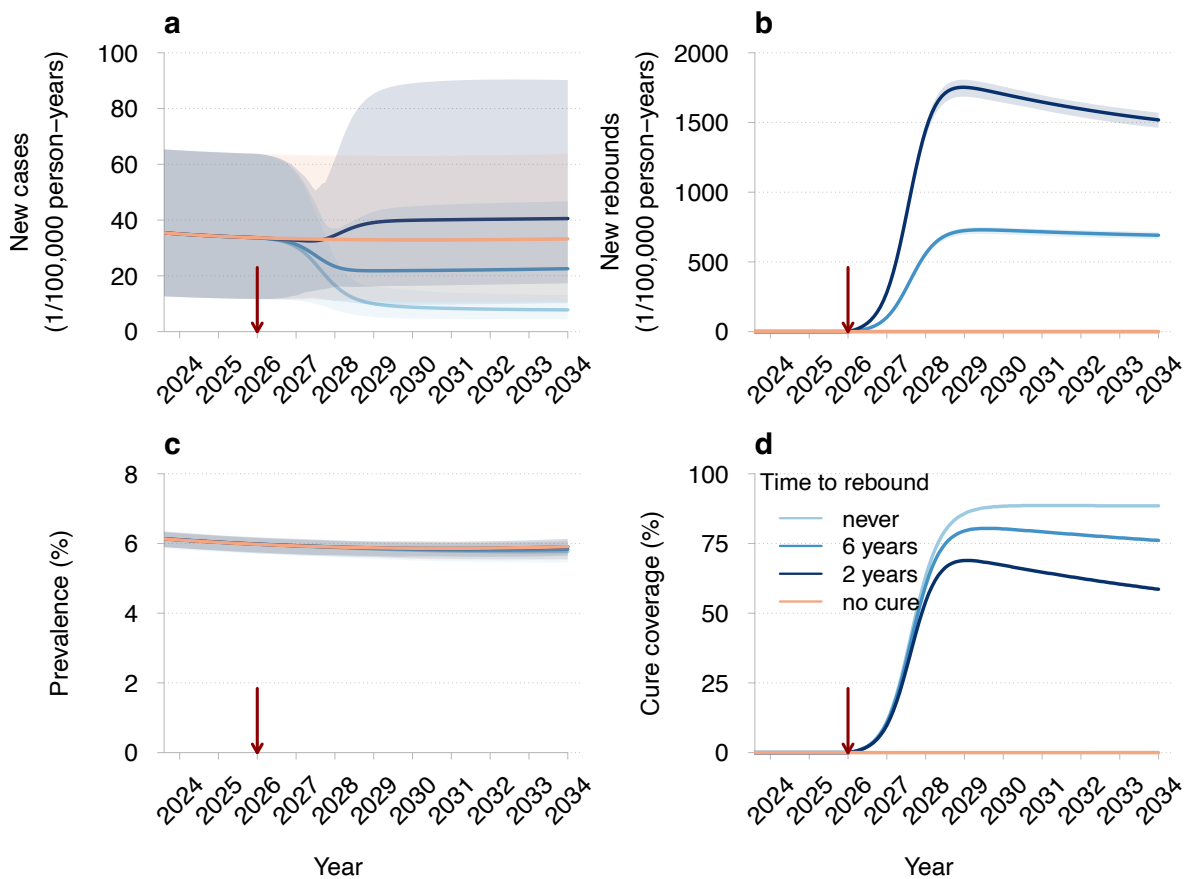 a
New cases
(1/100,000 person−years)
100
80
60
40
20
0
2024 2025 2026 2027 2028 2029 2030 2031 2032 2033 2034
b
New rebounds
(1/100,000 person−years)
2000
1500
1000
500
0
2024 2025 2026 2027 2028 2029 2030 2031 2032 2033 2034
c
Prevalence (%)
8
6
4
2
0
2024 2025 2026 2027 2028 2029 2030 2031 2032 2033 2034
Year
d
Cure coverage (%)
100
75
50
25
0
Time to rebound
never
6 years
2 years
no cure
2024 2025 2026 2027 2028 2029 2030 2031 2032 2033 2034
Year